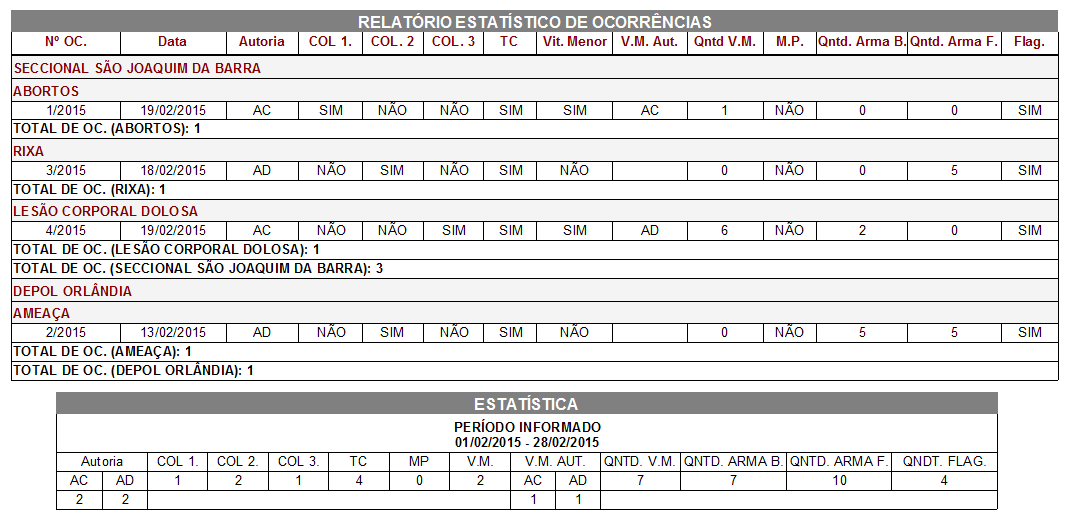 RELATÓRIO ESTATÍSTICO DE OCORRÊNCIAS
Nº OC. Data Autoria COL 1. COL. 2 COL. 3 TC Vit. Menor V.M. Aut. Qntd V.M. M.P. Qntd. Arma B. Qntd. Arma F. Flag.
SECCIONAL SÃO JOAQUIM DA BARRA
ABORTOS
1/2015 19/02/2015 AC SIM NÃO NÃO SIM SIM AC 1 NÃO 0 0 SIM
TOTAL DE OC. (ABORTOS): 1
RIXA
3/2015 18/02/2015 AD NÃO SIM NÃO SIM NÃO 0 NÃO 0 5 SIM
TOTAL DE OC. (RIXA): 1
LESÃO CORPORAL DOLOSA
4/2015 19/02/2015 AC NÃO NÃO SIM SIM SIM AD 6 NÃO 2 0 SIM
TOTAL DE OC. (LESÃO CORPORAL DOLOSA): 1
TOTAL DE OC. (SECCIONAL SÃO JOAQUIM DA BARRA): 3
DEPOL ORLÂNDIA
AMEAÇA
2/2015 13/02/2015 AD NÃO SIM NÃO SIM NÃO 0 NÃO 5 5 SIM
TOTAL DE OC. (AMEAÇA): 1
TOTAL DE OC. (DEPOL ORLÂNDIA): 1
ESTATÍSTICA
PERÍODO INFORMADO
01/02/2015 - 28/02/2015
Autoria COL 1. COL 2. COL 3. TC MP V.M. V.M. AUT. QNTD. V.M. QNTD. ARMA B. QNTD. ARMA F. QNDT. FLAG.
AC AD 1 2 1 4 0 2 AC AD 7 7 10 4
2 2 1 1